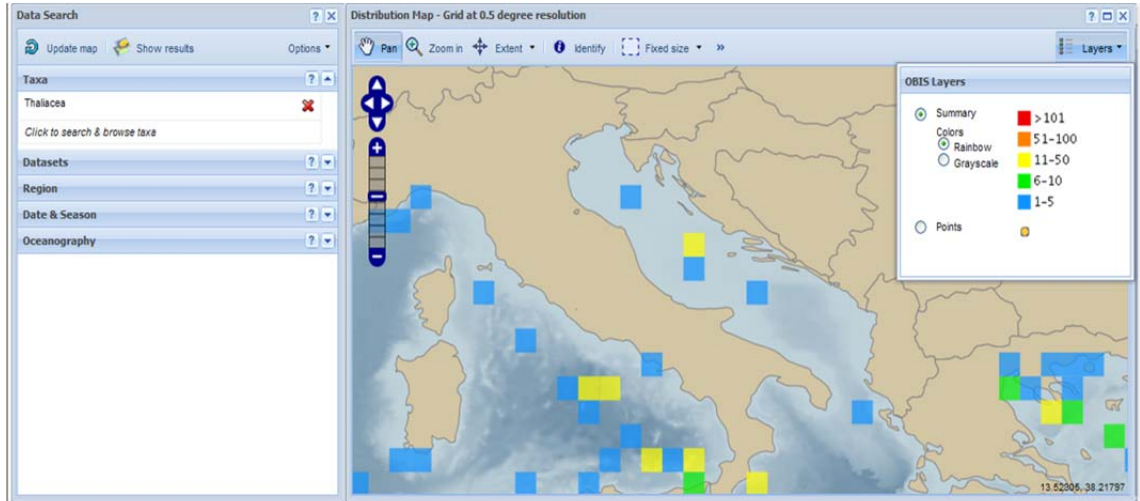 Data Search
Update map Show results Options
Taxa
Thaliacea
Click to search & browse taxa
Datasets
Region
Date & Season
Oceanography
Distribution Map - Grid at 0.5 degree resolution
Pan Zoom in Extent Identify Fixed size » Layers
OBIS Layers
Summary
Colors
Rainbow
Grayscale
>101
51-100
11-50
6-10
1-5
Points
13.52305, 38.21797